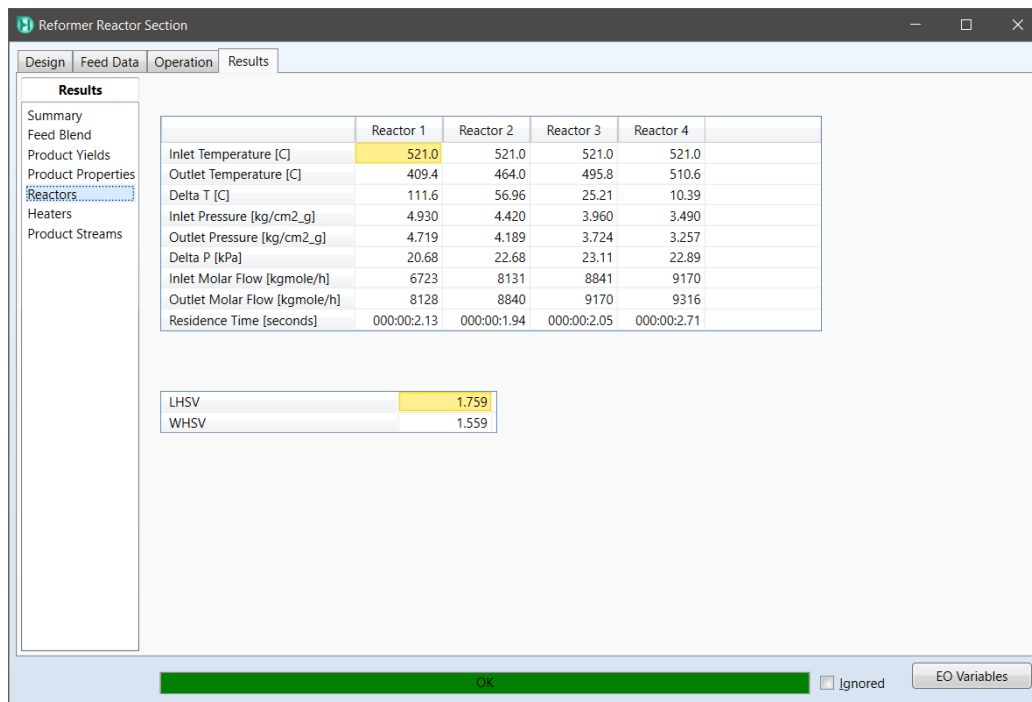 Reformer Reactor Section
Design Feed Data Operation Results
Results
Summary
Feed Blend
Product Yields
Product Properties
Reactors
Heaters
Product Streams
Reactor 1 Reactor 2 Reactor 3 Reactor 4
Inlet Temperature [C] 521.0 521.0 521.0 521.0
Outlet Temperature [C] 409.4 464.0 495.8 510.6
Delta T [C] 111.6 56.96 25.21 10.39
Inlet Pressure [kg/cm2_g] 4.930 4.420 3.960 3.490
Outlet Pressure [kg/cm2_g] 4.719 4.189 3.724 3.257
Delta P [kPa] 20.68 22.68 23.11 22.89
Inlet Molar Flow [kgmole/h] 6723 8131 8841 9170
Outlet Molar Flow [kgmole/h] 8128 8840 9170 9316
Residence Time [seconds] 000:00:2.13 000:00:1.94 000:00:2.05 000:00:2.71
LHSV 1.759
WHSV 1.559
OK
Ignored
EO Variables